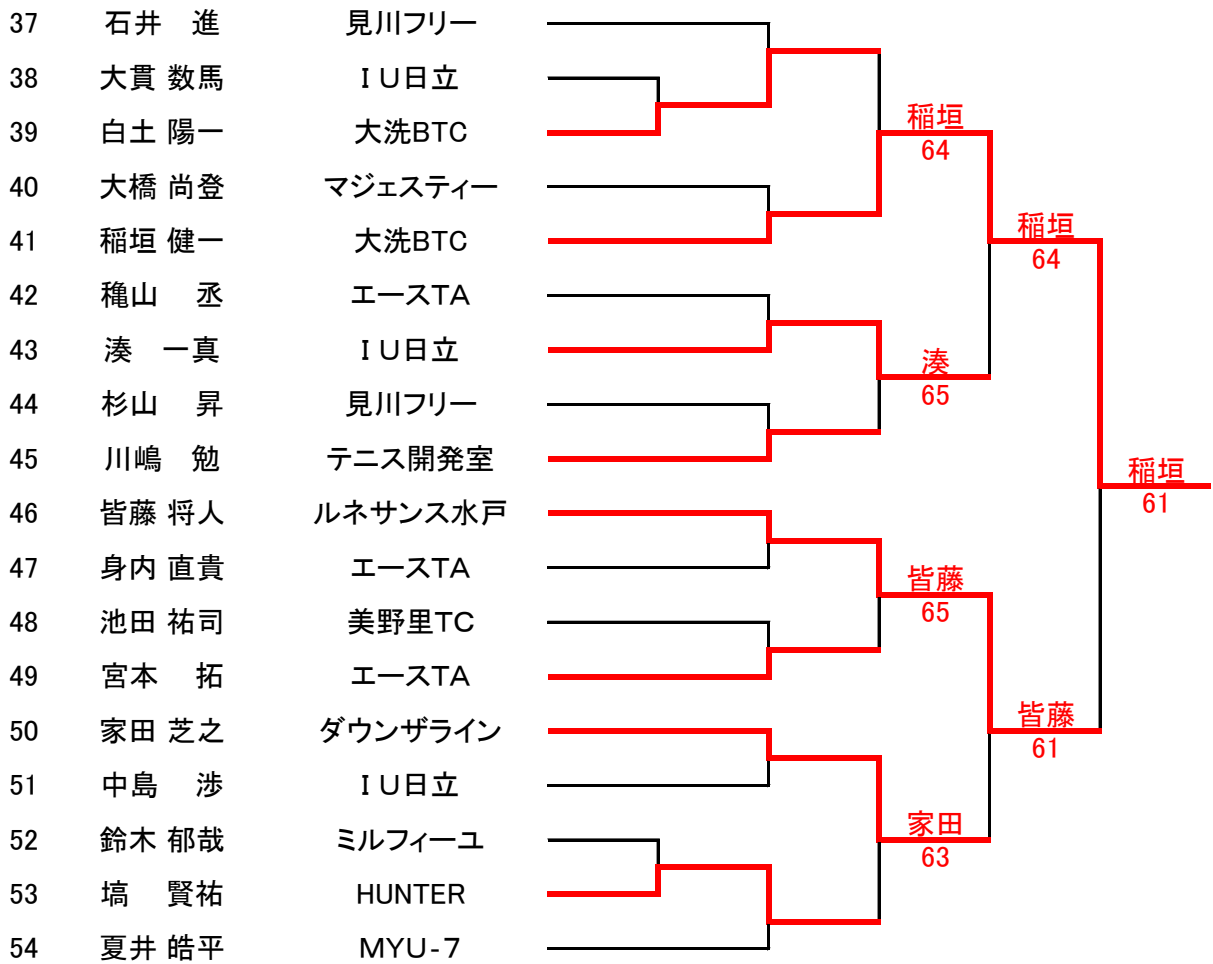 37 石井　進 見川フリー
38 大貫 数馬 ＩＵ日立
39 白土 陽一 大洗BTC
稲垣
64
40 大橋 尚登 マジェスティー
41 稲垣 健一 大洗BTC
稲垣
64
42 穐山　丞 エースTA
43 湊　一真 ＩＵ日立
湊
65
44 杉山　昇 見川フリー
45 川嶋　勉 テニス開発室
稲垣
61
46 皆藤 将人 ルネサンス水戸
47 身内 直貴 エースTA
皆藤
65
48 池田 祐司 美野里TC
49 宮本　拓 エースTA
皆藤
61
50 家田 芝之 ダウンザライン
51 中島　渉 ＩＵ日立
家田
63
52 鈴木 郁哉 ミルフィーユ
53 塙　賢祐 HUNTER
54 夏井 皓平 ＭＹＵ-７